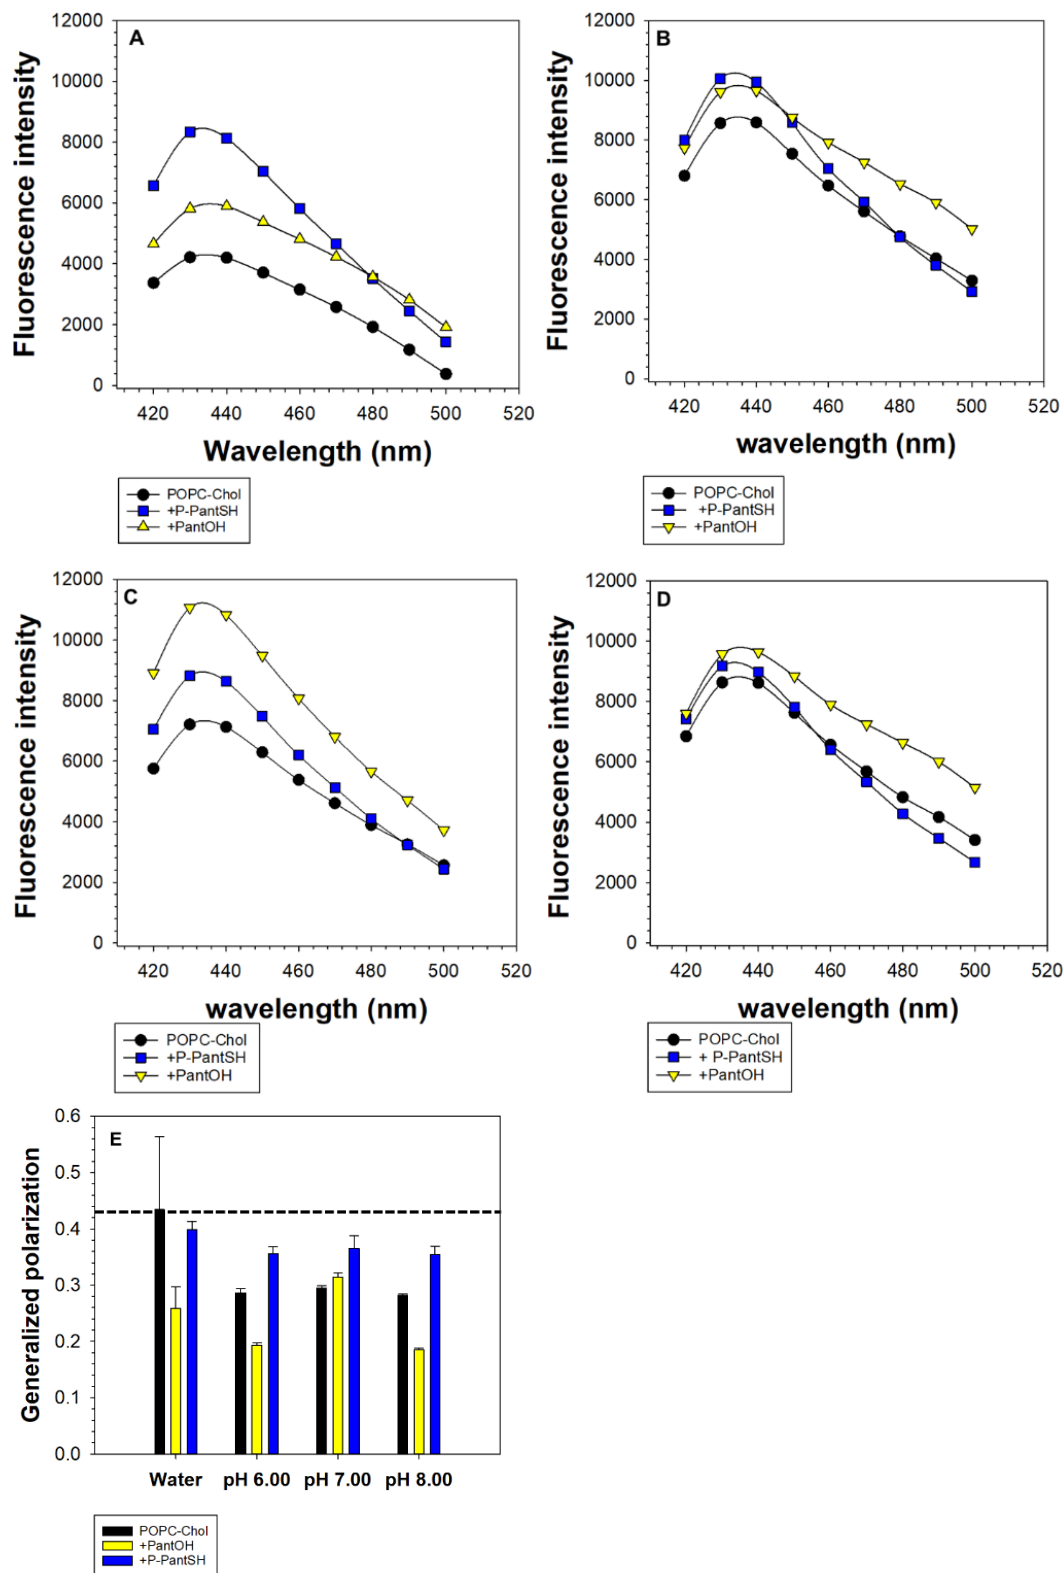 A
Fluorescence intensity
12000
10000
8000
6000
4000
2000
0
420 440 460 480 500 520
Wavelength (nm)
POPC-Chol
+P-PantSH
+PantOH
B
Fluorescence intensity
12000
10000
8000
6000
4000
2000
0
420 440 460 480 500 520
wavelength (nm)
POPC-Chol
+P-PantSH
+PantOH
C
Fluorescence intensity
12000
10000
8000
6000
4000
2000
0
420 440 460 480 500 520
wavelength (nm)
POPC-Chol
+P-PantSH
+PantOH
D
Fluorescence intensity
12000
10000
8000
6000
4000
2000
0
420 440 460 480 500 520
wavelength (nm)
POPC-Chol
+ P-PantSH
+PantOH
E
Generalized polarization
0.6
0.5
0.4
0.3
0.2
0.1
0.0
Water pH 6.00 pH 7.00 pH 8.00
POPC-Chol
+PantOH
+P-PantSH